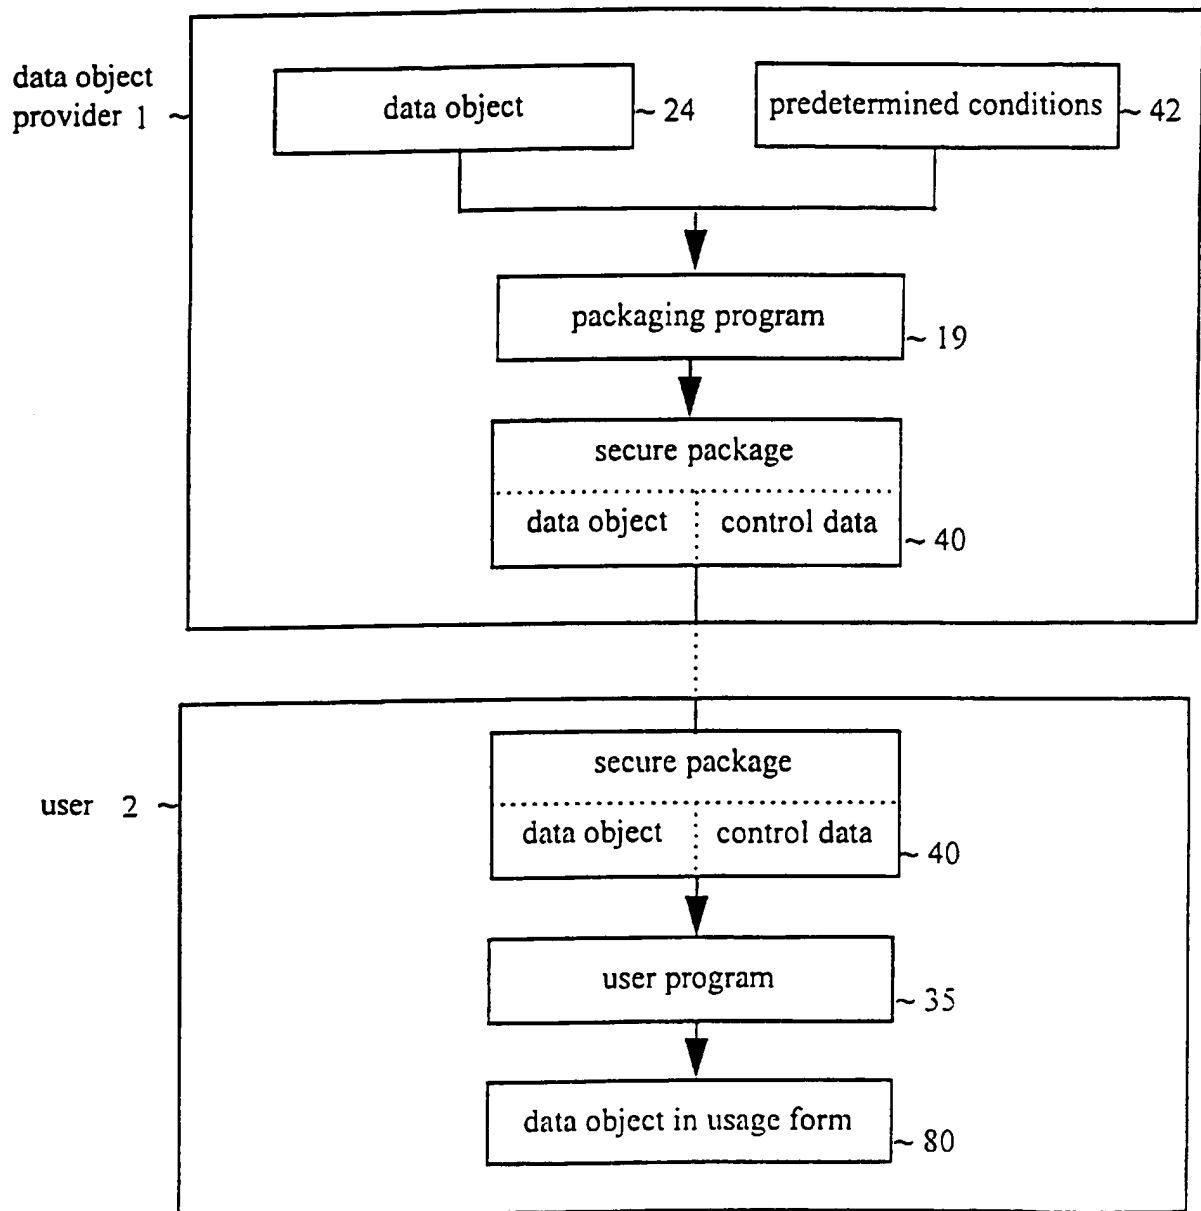 data object
provider 1 ~
data object
~ 24
predetermined conditions
~ 42
packaging program
~ 19
secure package
data object
control data
~ 40
user 2 ~
secure package
data object
control data
~ 40
user program
~ 35
data object in usage form
~ 80